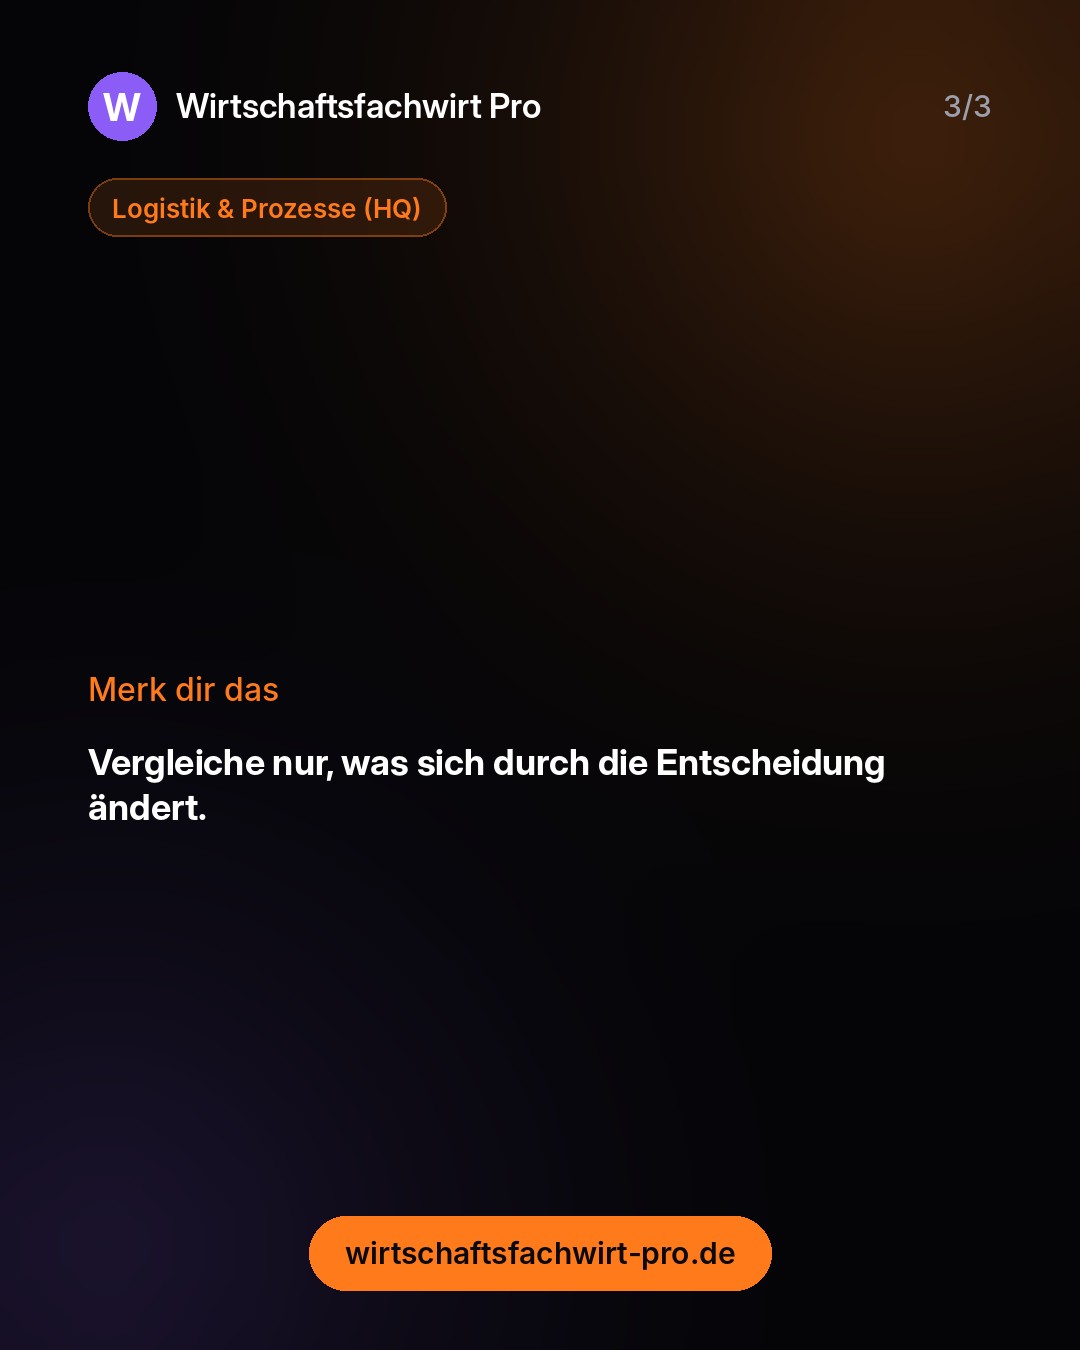 W Wirtschaftsfachwirt Pro 3/3
Logistik & Prozesse (HQ)
Merk dir das
Vergleiche nur, was sich durch die Entscheidung
ändert.
wirtschaftsfachwirt-pro.de